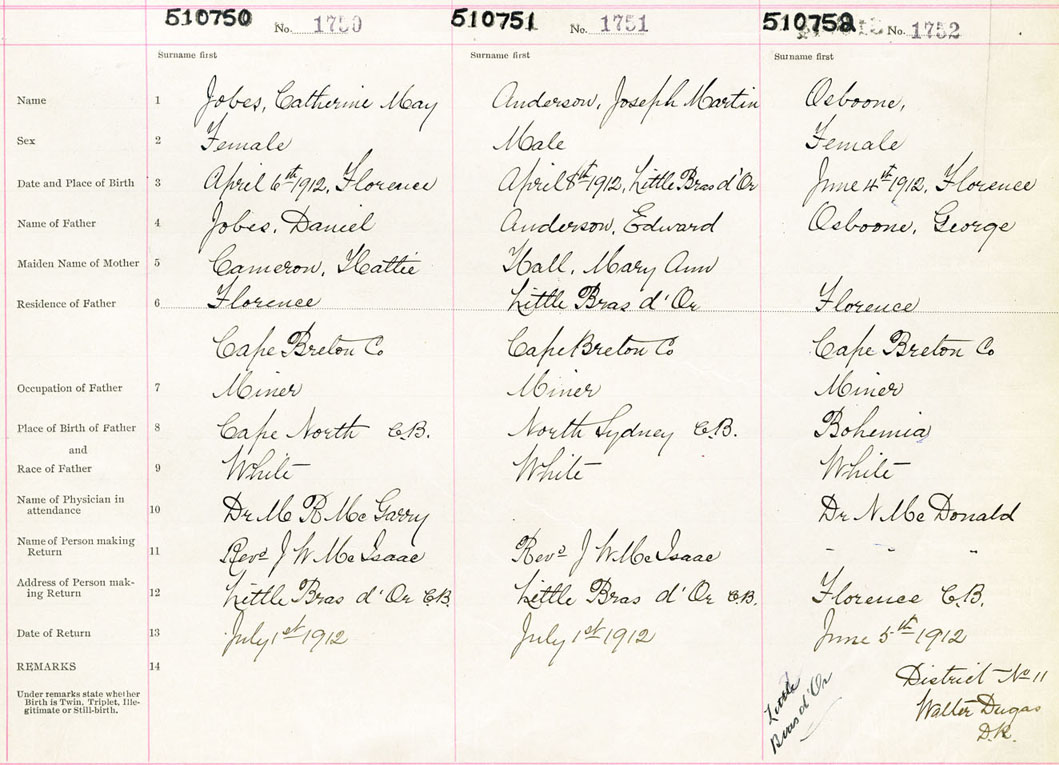 510750 No. 1750 510751 No. 1751 510752 No. 1752
Surname first Surname first Surname first
Name 1 Jobes, Catherine May Anderson, Joseph Martin Osboone,
Sex 2 Female Male Female
Date and Place of Birth 3 April 6th 1912, Florence April 8th 1912, Little Bras d'Or June 4th 1912, Florence
Name of Father 4 Jobes, Daniel Anderson, Edward Osboone, George
Maiden Name of Mother 5 Cameron, Hattie Hall, Mary Ann
Residence of Father 6 Florence Little Bras d'Or Florence
Cape Breton Co Cape Breton Co Cape Breton Co
Occupation of Father 7 Miner Miner Miner
Place of Birth of Father 8 Cape North C.B. North Sydney C.B. Bohemia
and
Race of Father 9 White White White
Name of Physician in
attendance 10 Dr M R McGarry Dr N McDonald
Name of Person making
Return 11 Revd J W McIsaac Revd J W McIsaac " " "
Address of Person mak-
ing Return 12 Little Bras d'Or C.B. Little Bras d'Or C.B. Florence C.B.
Date of Return 13 July 1st 1912 July 1st 1912 June 5th 1912
REMARKS 14 District No 11
Under remarks state whether
Birth is Twin, Triplet, Ille-
gitimate or Still-birth.
Little
Bras d'Or
Walter Dugas
D.R.